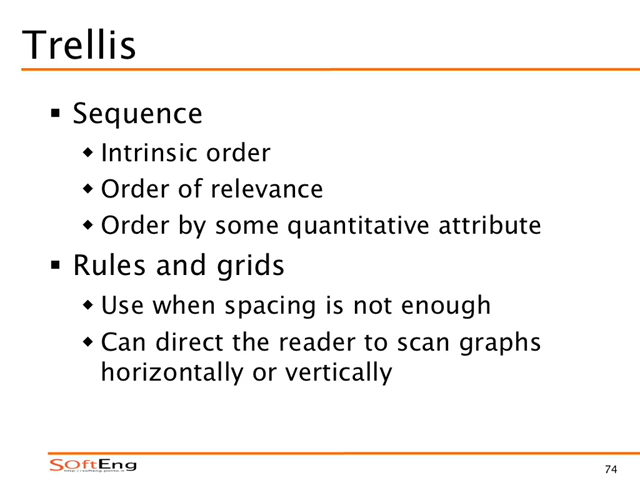 Trellis
▪ Sequence
◆ Intrinsic order
◆ Order of relevance
◆ Order by some quantitative attribute
▪ Rules and grids
◆ Use when spacing is not enough
◆ Can direct the reader to scan graphs
horizontally or vertically
SOftEng
74